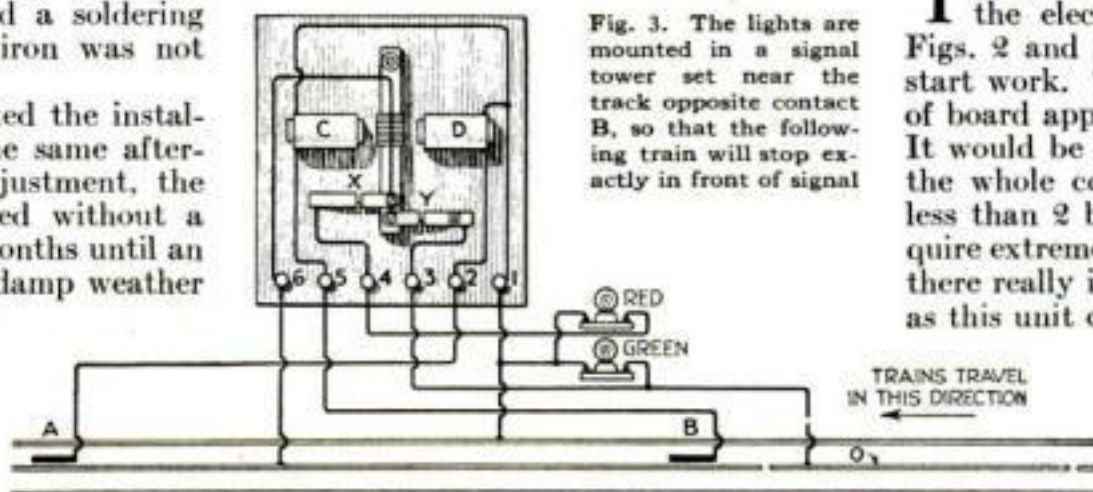 d a soldering
iron was not
ed the instal-
e same after-
justment, the
ed without a
onths until an
damp weather
C
D
X
Y
6 5 4 3 2 1
RED
GREEN
TRAINS TRAVEL
IN THIS DIRECTION
A
B
O
Fig. 3. The lights are
mounted in a signal
tower set near the
track opposite contact
B, so that the follow-
ing train will stop ex-
actly in front of signal
the elec
Figs. 2 and
start work.
of board app
It would be
the whole co
less than 2 b
quire extreme
there really i
as this unit c